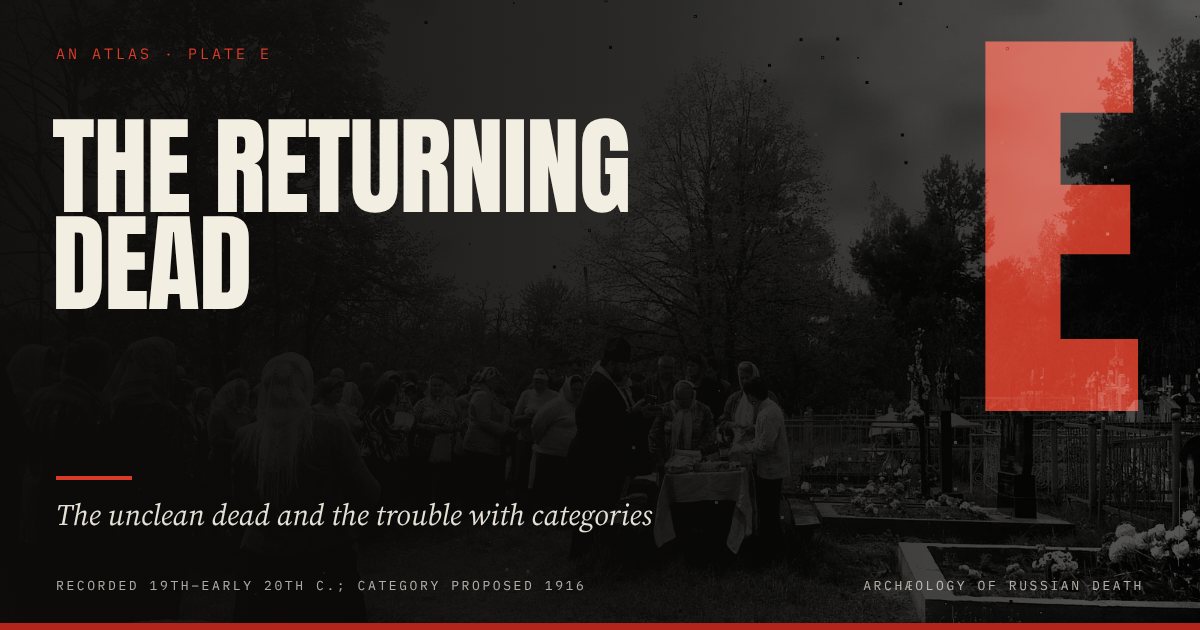 AN ATLAS · PLATE E
E
THE RETURNING
DEAD
The unclean dead and the trouble with categories
RECORDED 19TH–EARLY 20TH C.; CATEGORY PROPOSED 1916
ARCHÆOLOGY OF RUSSIAN DEATH